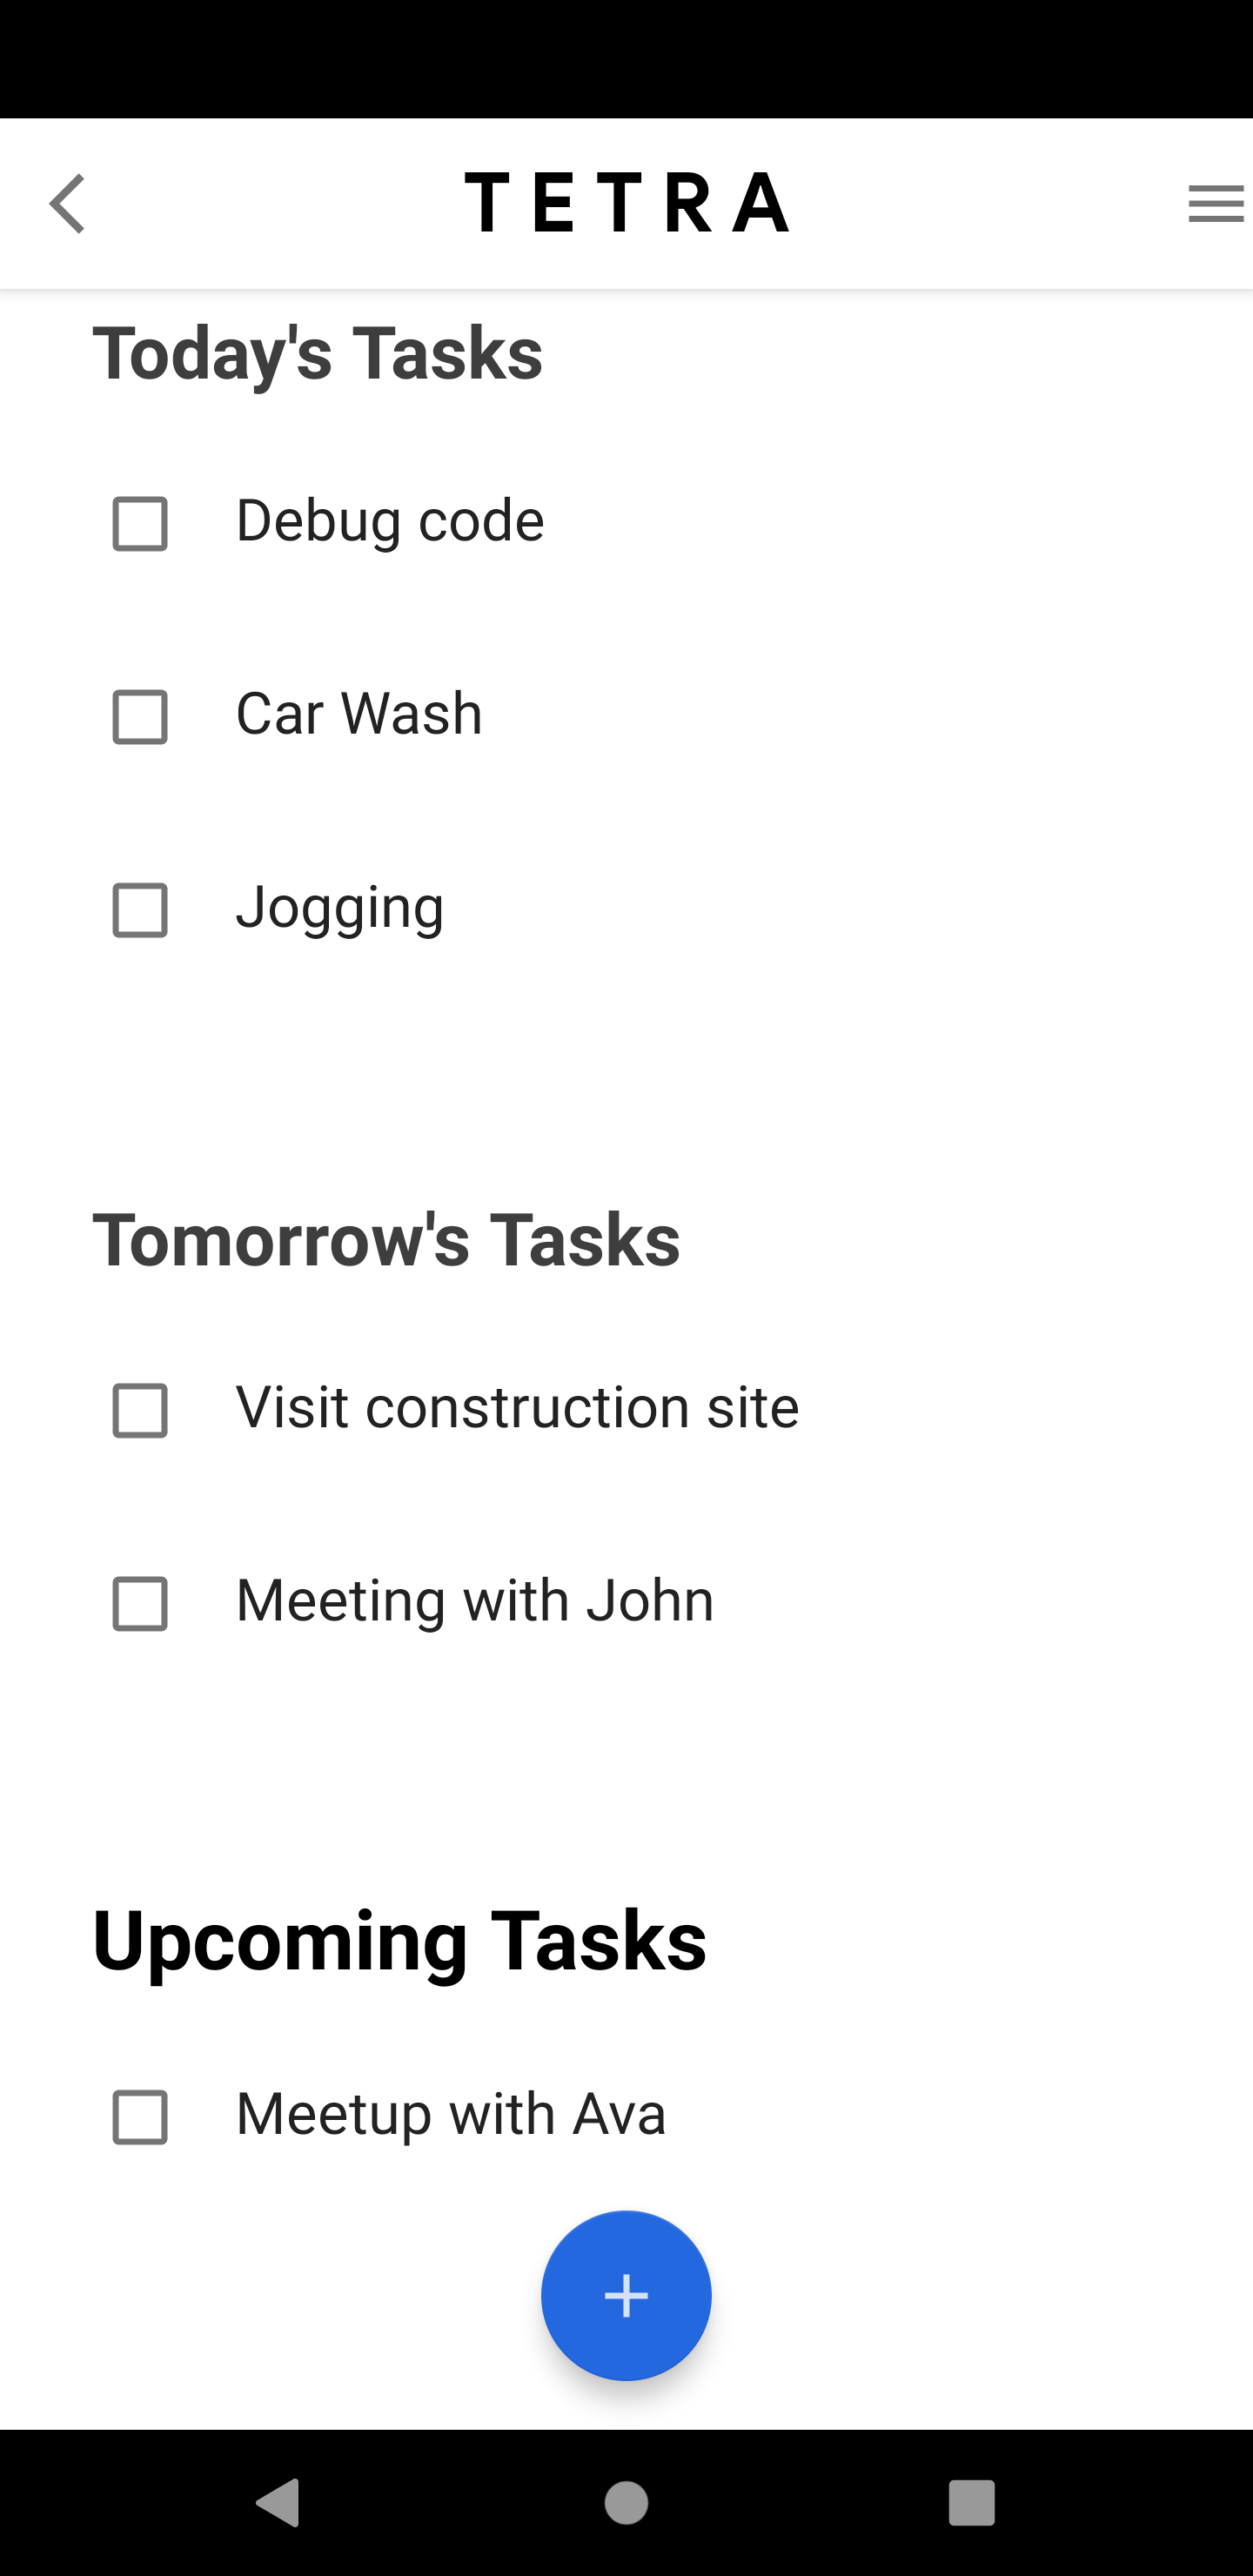 TETRA
Today's Tasks
Debug code
Car Wash
Jogging
Tomorrow's Tasks
Visit construction site
Meeting with John
Upcoming Tasks
Meetup with Ava